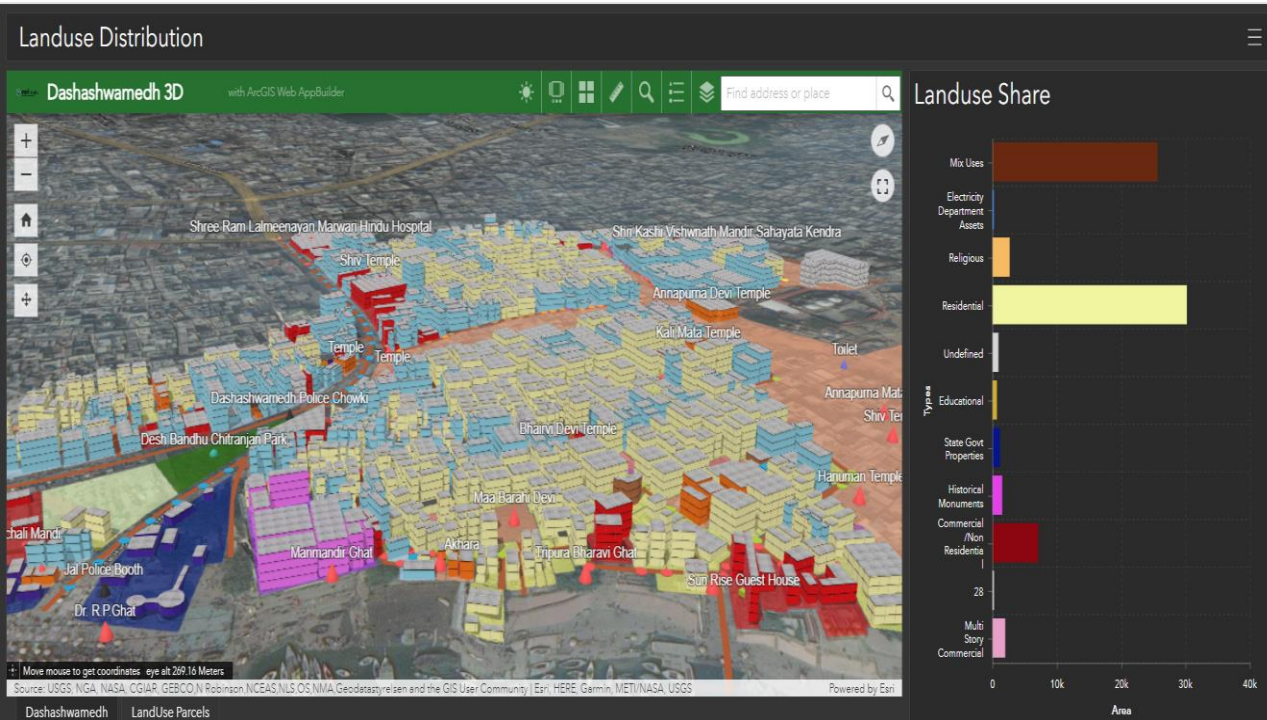 Landuse Distribution
Dashashwamedh 3D
with ArcGIS Web AppBuilder
Find address or place
Shree Ram Lalmeenayan Marwari Hindu Hospital
Shri Kashi Vishwnath Mandir Sahayata Kendra
Shiv Temple
Annapurna Devi Temple
Kali Mata Temple
Temple
Temple
Toilet
Annapurna Mat
Dashashwamedh Police Chowki
Shiv Te
Desh Bandhu Chitranjan Park
Bhairvi Devi Temple
Hanuman Temple
Maa Barahi Devi
chali Mandi
Manmandir Ghat
Akhara
Tripura Bharavi Ghat
Jal Police Booth
Sun Rise Guest House
Dr. R P Ghat
Move mouse to get coordinates eye alt 269.16 Meters
Source: USGS, NGA, NASA, CGIAR, GEBCO,N Robinson,NCEAS,NLS,OS,NMA,Geodatastyrelsen and the GIS User Community | Esri, HERE, Garmin, METI/NASA, USGS
Powered by Esri
Dashashwamedh
LandUse Parcels
Landuse Share
Types
Mix Uses
Electricity
Department
Assets
Religious
Residential
Undefined
Educational
State Govt
Properties
Historical
Monuments
Commercial
/Non
Residentia
l
28
Multi
Story
Commercial
0 10k 20k 30k 40k
Area